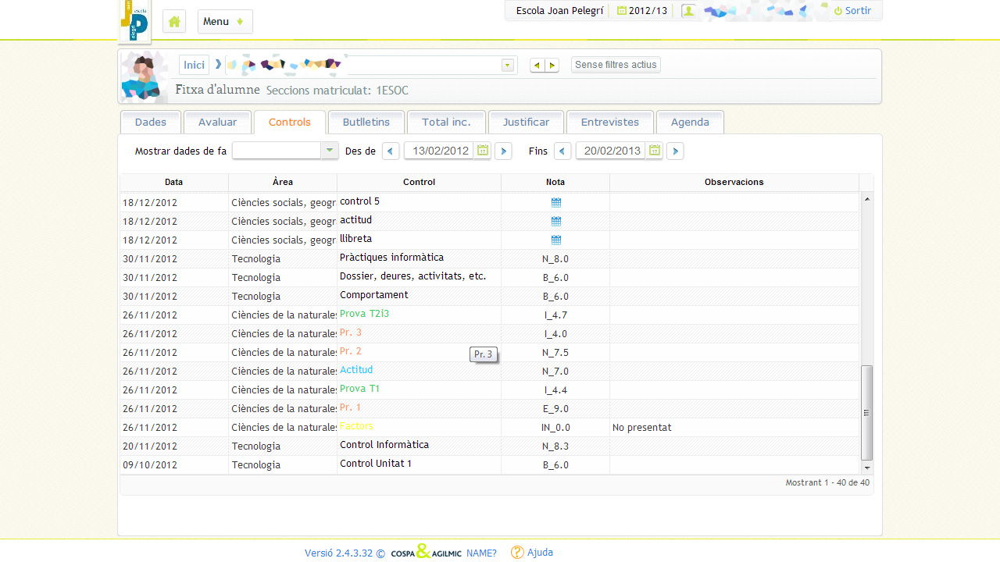 escola Joan Pelegrí
Menu
Escola Joan Pelegrí 2012/13 Sortir
Inici
Sense filtres actius
Fitxa d'alumne Seccions matriculat: 1ESOC
Dades Avaluar Controls Butlletins Total inc. Justificar Entrevistes Agenda
Mostrar dades de fa Des de 13/02/2012 17 Fins 20/02/2013 17
Data Àrea Control Nota Observacions
18/12/2012 Ciències socials, geogr control 5
18/12/2012 Ciències socials, geogr actitud
18/12/2012 Ciències socials, geogr llibreta
30/11/2012 Tecnologia Pràctiques informàtica N_8.0
30/11/2012 Tecnologia Dossier, deures, activitats, etc. B_6.0
30/11/2012 Tecnologia Comportament B_6.0
26/11/2012 Ciències de la naturales Prova T2i3 I_4.7
26/11/2012 Ciències de la naturales Pr. 3 I_4.0
26/11/2012 Ciències de la naturales Pr. 2 N_7.5
Pr. 3
26/11/2012 Ciències de la naturales Actitud N_7.0
26/11/2012 Ciències de la naturales Prova T1 I_4.4
26/11/2012 Ciències de la naturales Pr. 1 E_9.0
26/11/2012 Ciències de la naturales Factors IN_0.0 No presentat
20/11/2012 Tecnologia Control Informàtica N_8.3
09/10/2012 Tecnologia Control Unitat 1 B_6.0
Mostrant 1 - 40 de 40
Versió 2.4.3.32 © COSPA & AGILMIC NAME? ? Ajuda